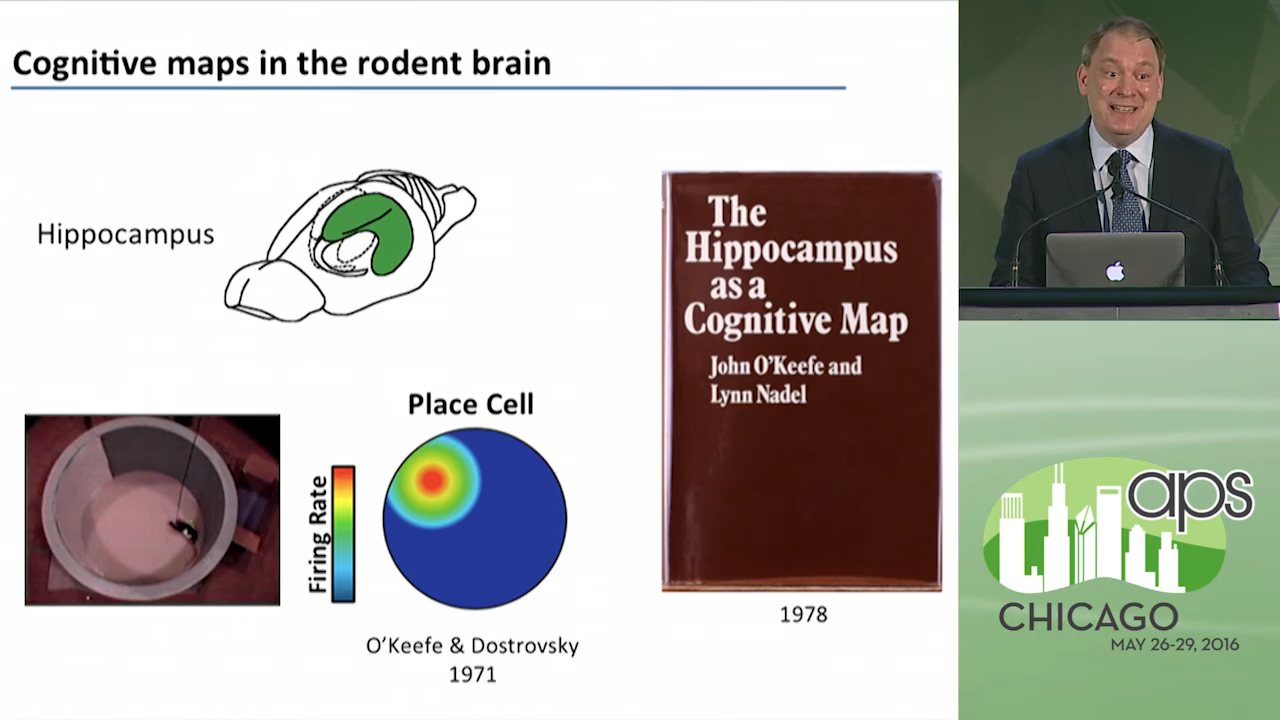 Cognitive maps in the rodent brain
Hippocampus
Place Cell
Firing Rate
O’Keefe & Dostrovsky
1971
The
Hippocampus
as a
Cognitive Map
John O’Keefe and
Lynn Nadel
1978
aps
CHICAGO
MAY 26-29, 2016